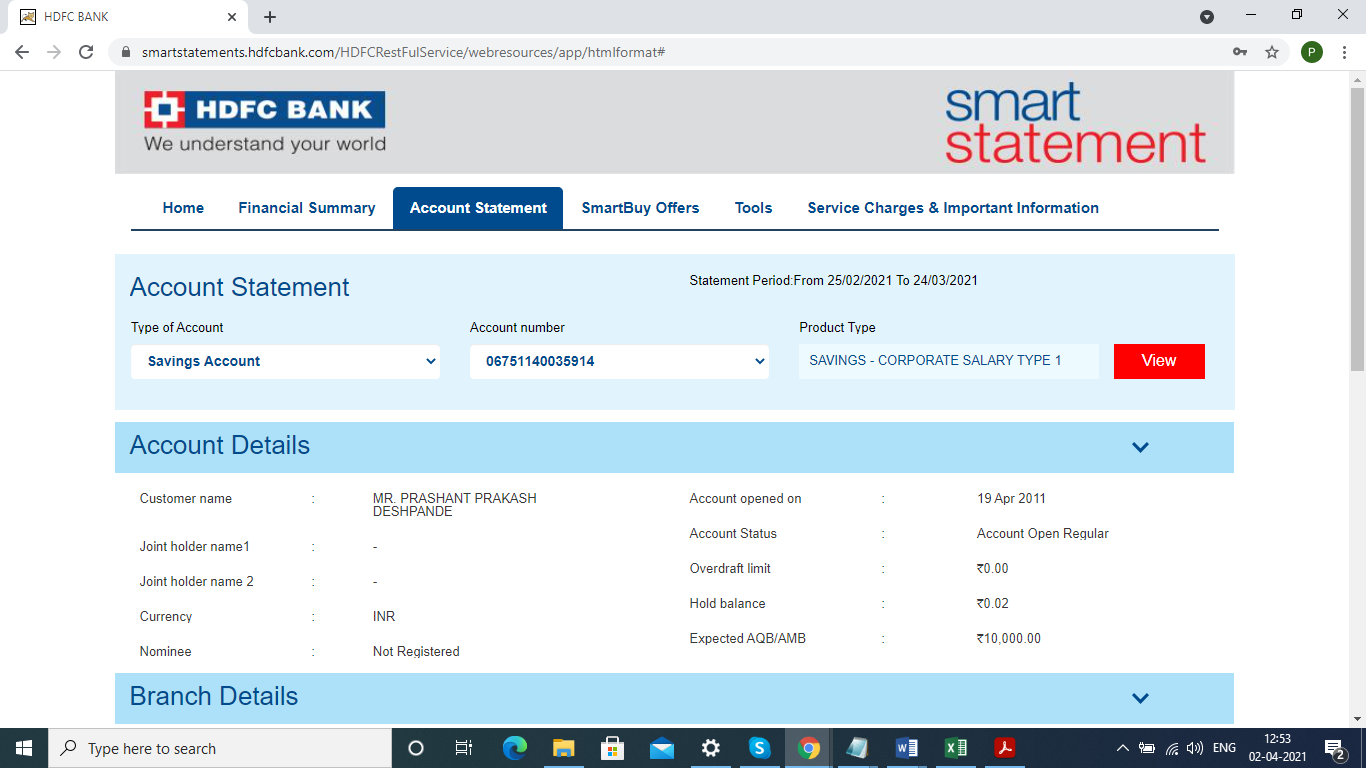 HDFC BANK
smartstatements.hdfcbank.com/HDFCRestFulService/webresources/app/htmlformat#
P
HDFC BANK
We understand your world
smart
statement
Home Financial Summary Account Statement SmartBuy Offers Tools Service Charges & Important Information
Account Statement
Statement Period:From 25/02/2021 To 24/03/2021
Type of Account Account number Product Type
Savings Account 06751140035914 SAVINGS - CORPORATE SALARY TYPE 1 View
Account Details
Customer name : MR. PRASHANT PRAKASH
DESHPANDE
Joint holder name1 : -
Joint holder name 2 : -
Currency : INR
Nominee : Not Registered
Account opened on : 19 Apr 2011
Account Status : Account Open Regular
Overdraft limit : ₹0.00
Hold balance : ₹0.02
Expected AQB/AMB : ₹10,000.00
Branch Details
Type here to search
ENG
12:53
02-04-2021
2